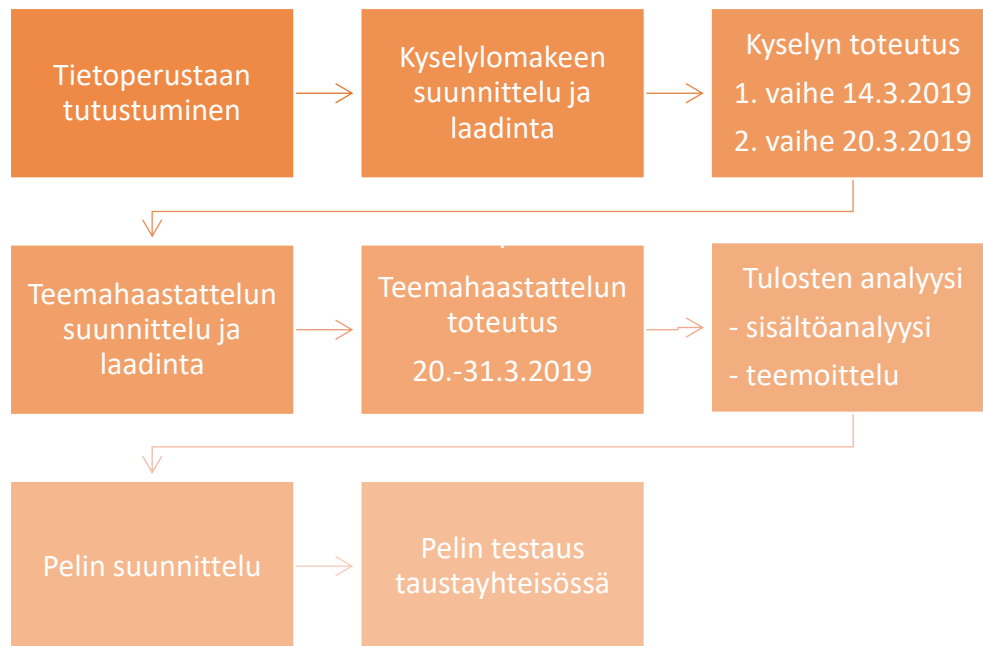 Tietoperustaan
tutustuminen
Kyselylomakeen
suunnittelu ja
laadinta
Kyselyn toteutus
1. vaihe 14.3.2019
2. vaihe 20.3.2019
Teemahaastattelun
suunnittelu ja
laadinta
Teemahaastattelun
toteutus
20.-31.3.2019
Tulosten analyysi
- sisältöanalyysi
- teemoittelu
Pelin suunnittelu
Pelin testaus
taustayhteisössä